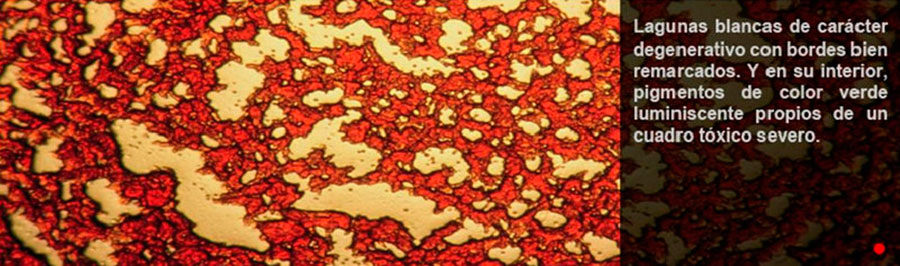 Lagunas blancas de carácter
degenerativo con bordes bien
remarcados. Y en su interior,
pigmentos de color verde
luminiscente propios de un
cuadro tóxico severo.